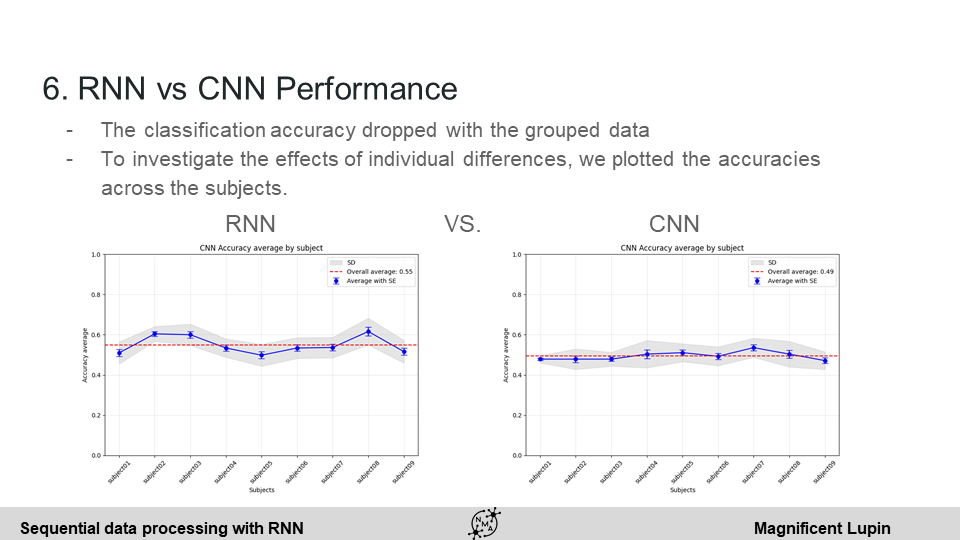 6. RNN vs CNN Performance
- The classification accuracy dropped with the grouped data
- To investigate the effects of individual differences, we plotted the accuracies
across the subjects.
RNN VS. CNN
CNN Accuracy average by subject
1.0
0.8
0.6
0.4
0.2
0.0
Accuracy average
SD
Overall average: 0.55
Average with SE
subject01
subject02
subject03
subject04
subject05
subject06
subject07
subject08
subject09
Subjects
CNN Accuracy average by subject
1.0
0.8
0.6
0.4
0.2
0.0
Accuracy average
SD
Overall average: 0.49
Average with SE
subject01
subject02
subject03
subject04
subject05
subject06
subject07
subject08
subject09
Subjects
Sequential data processing with RNN
N
M
A
Magnificent Lupin